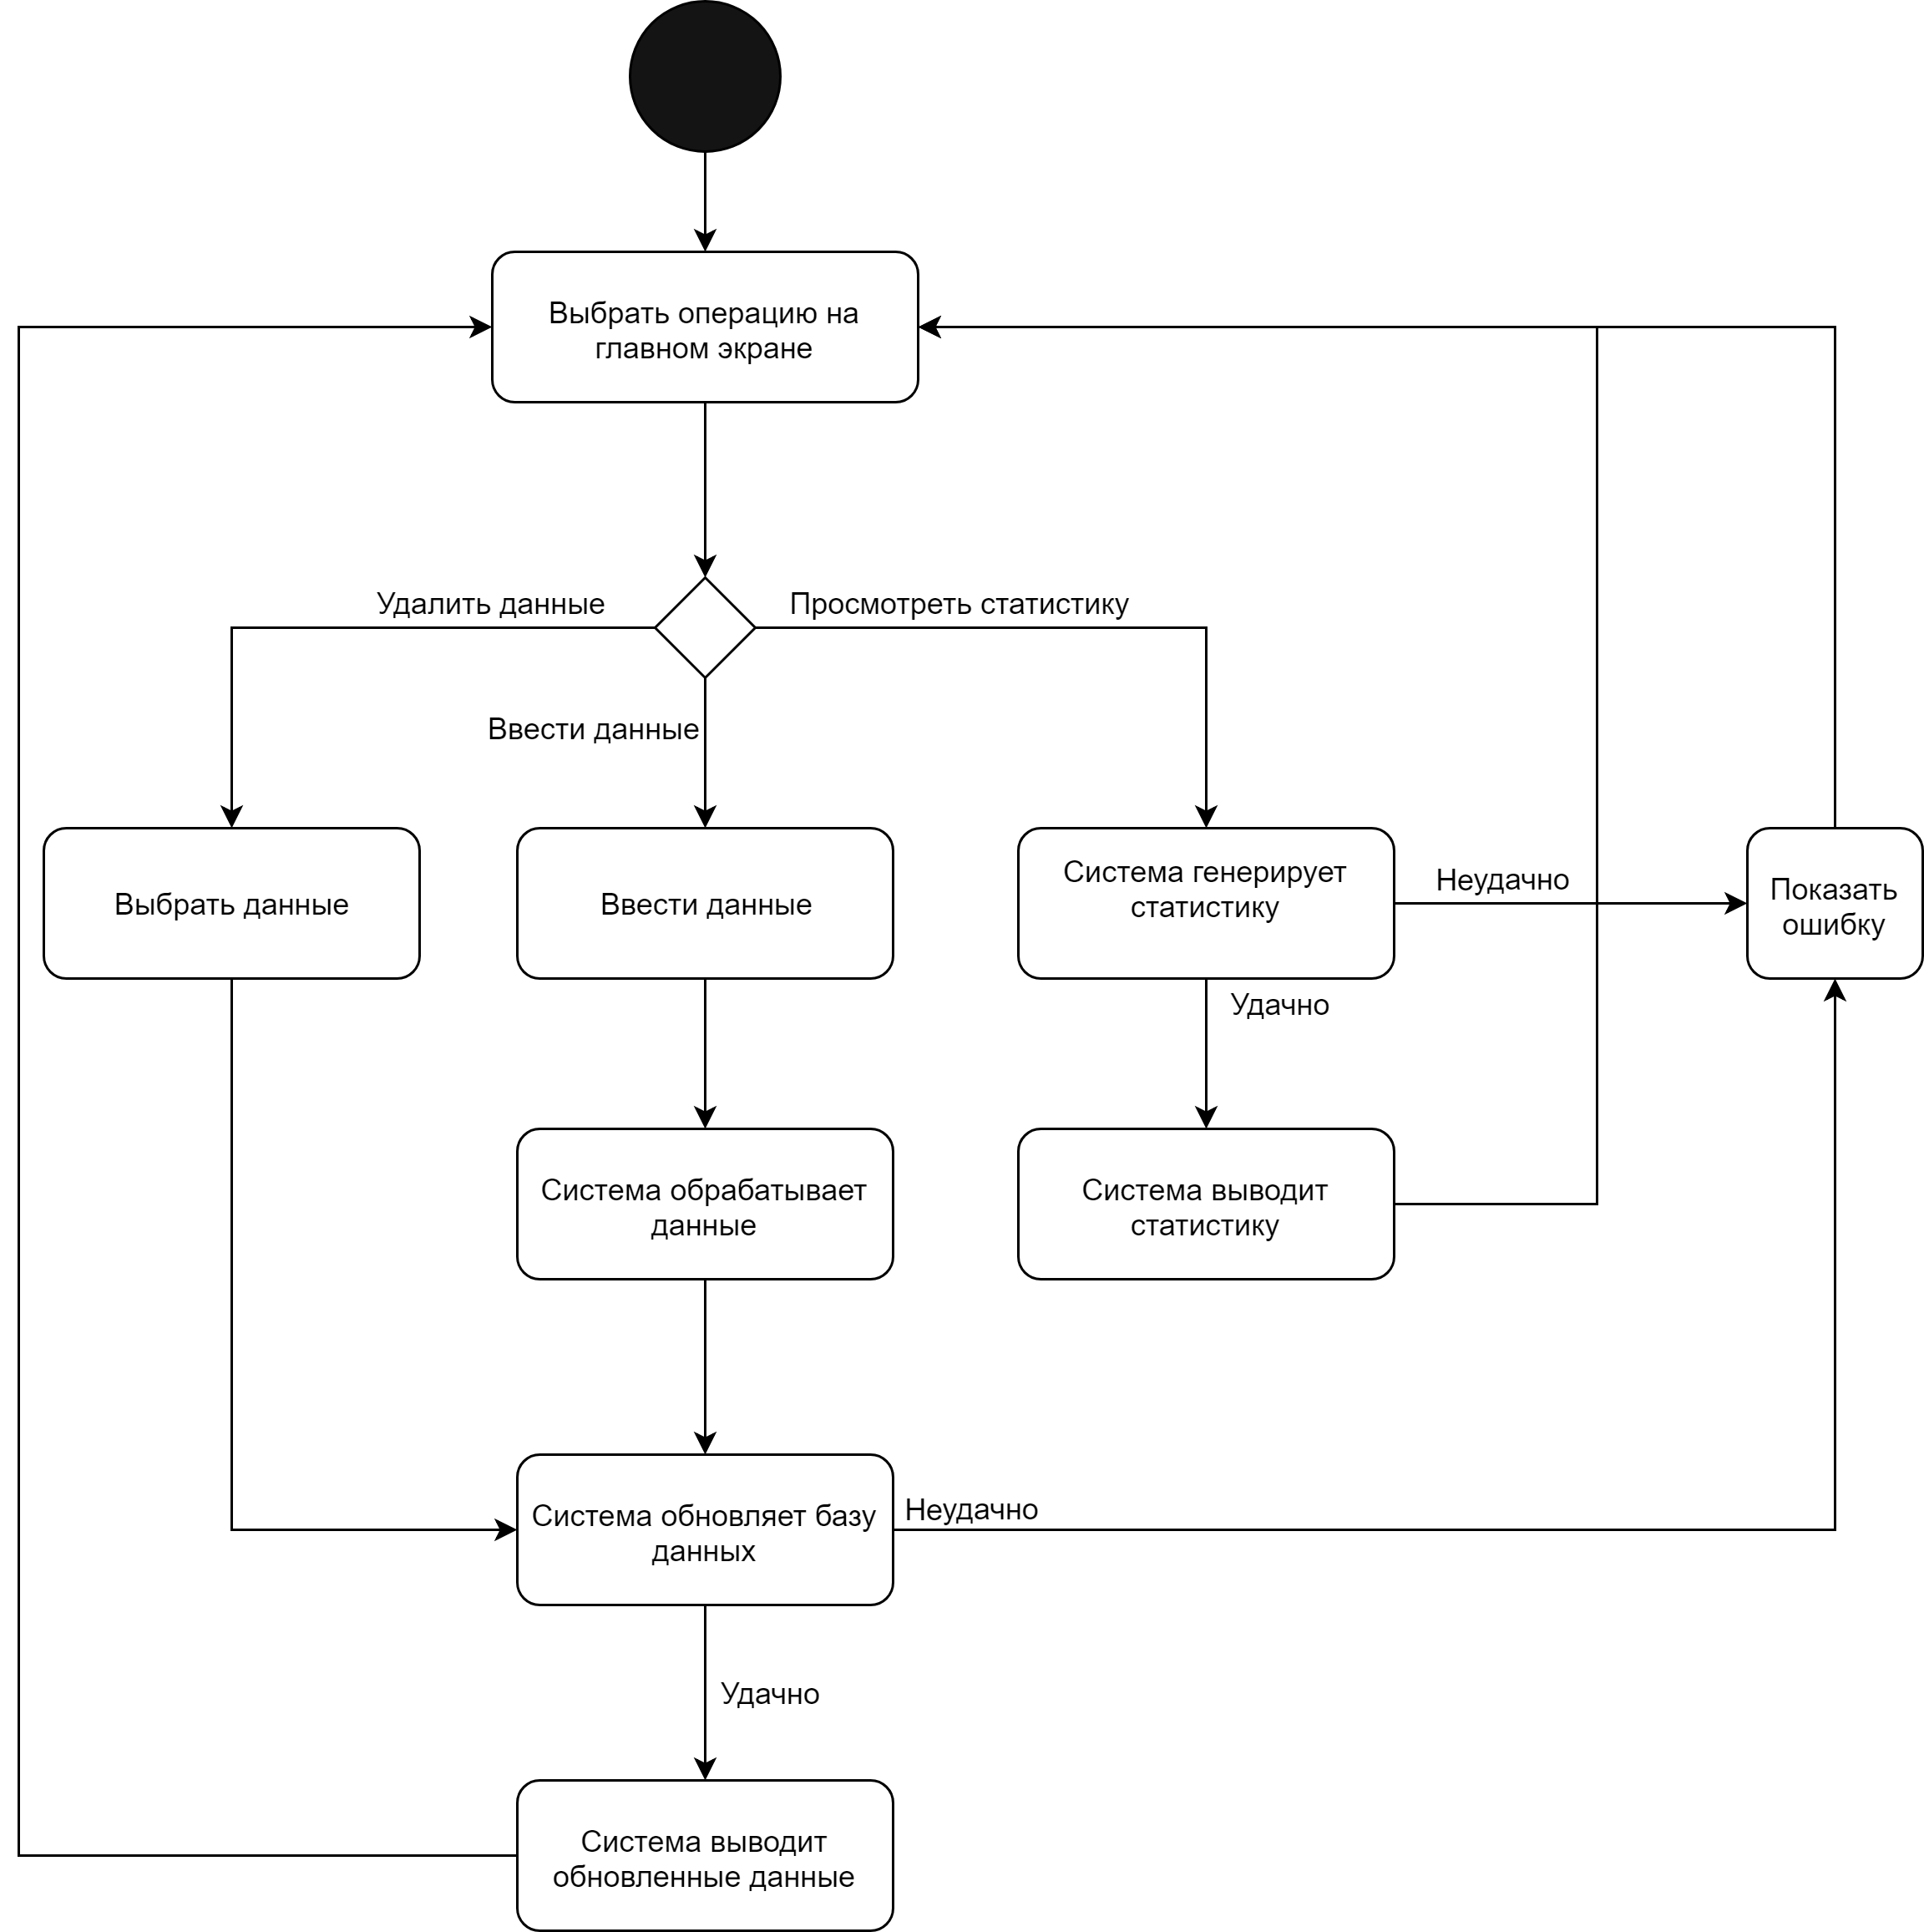 Выбрать операцию на
главном экране
Удалить данные
Просмотреть статистику
Ввести данные
Выбрать данные
Ввести данные
Система генерирует
статистику
Неудачно
Показать
ошибку
Удачно
Система обрабатывает
данные
Система выводит
статистику
Система обновляет базу
данных
Неудачно
Удачно
Система выводит
обновленные данные